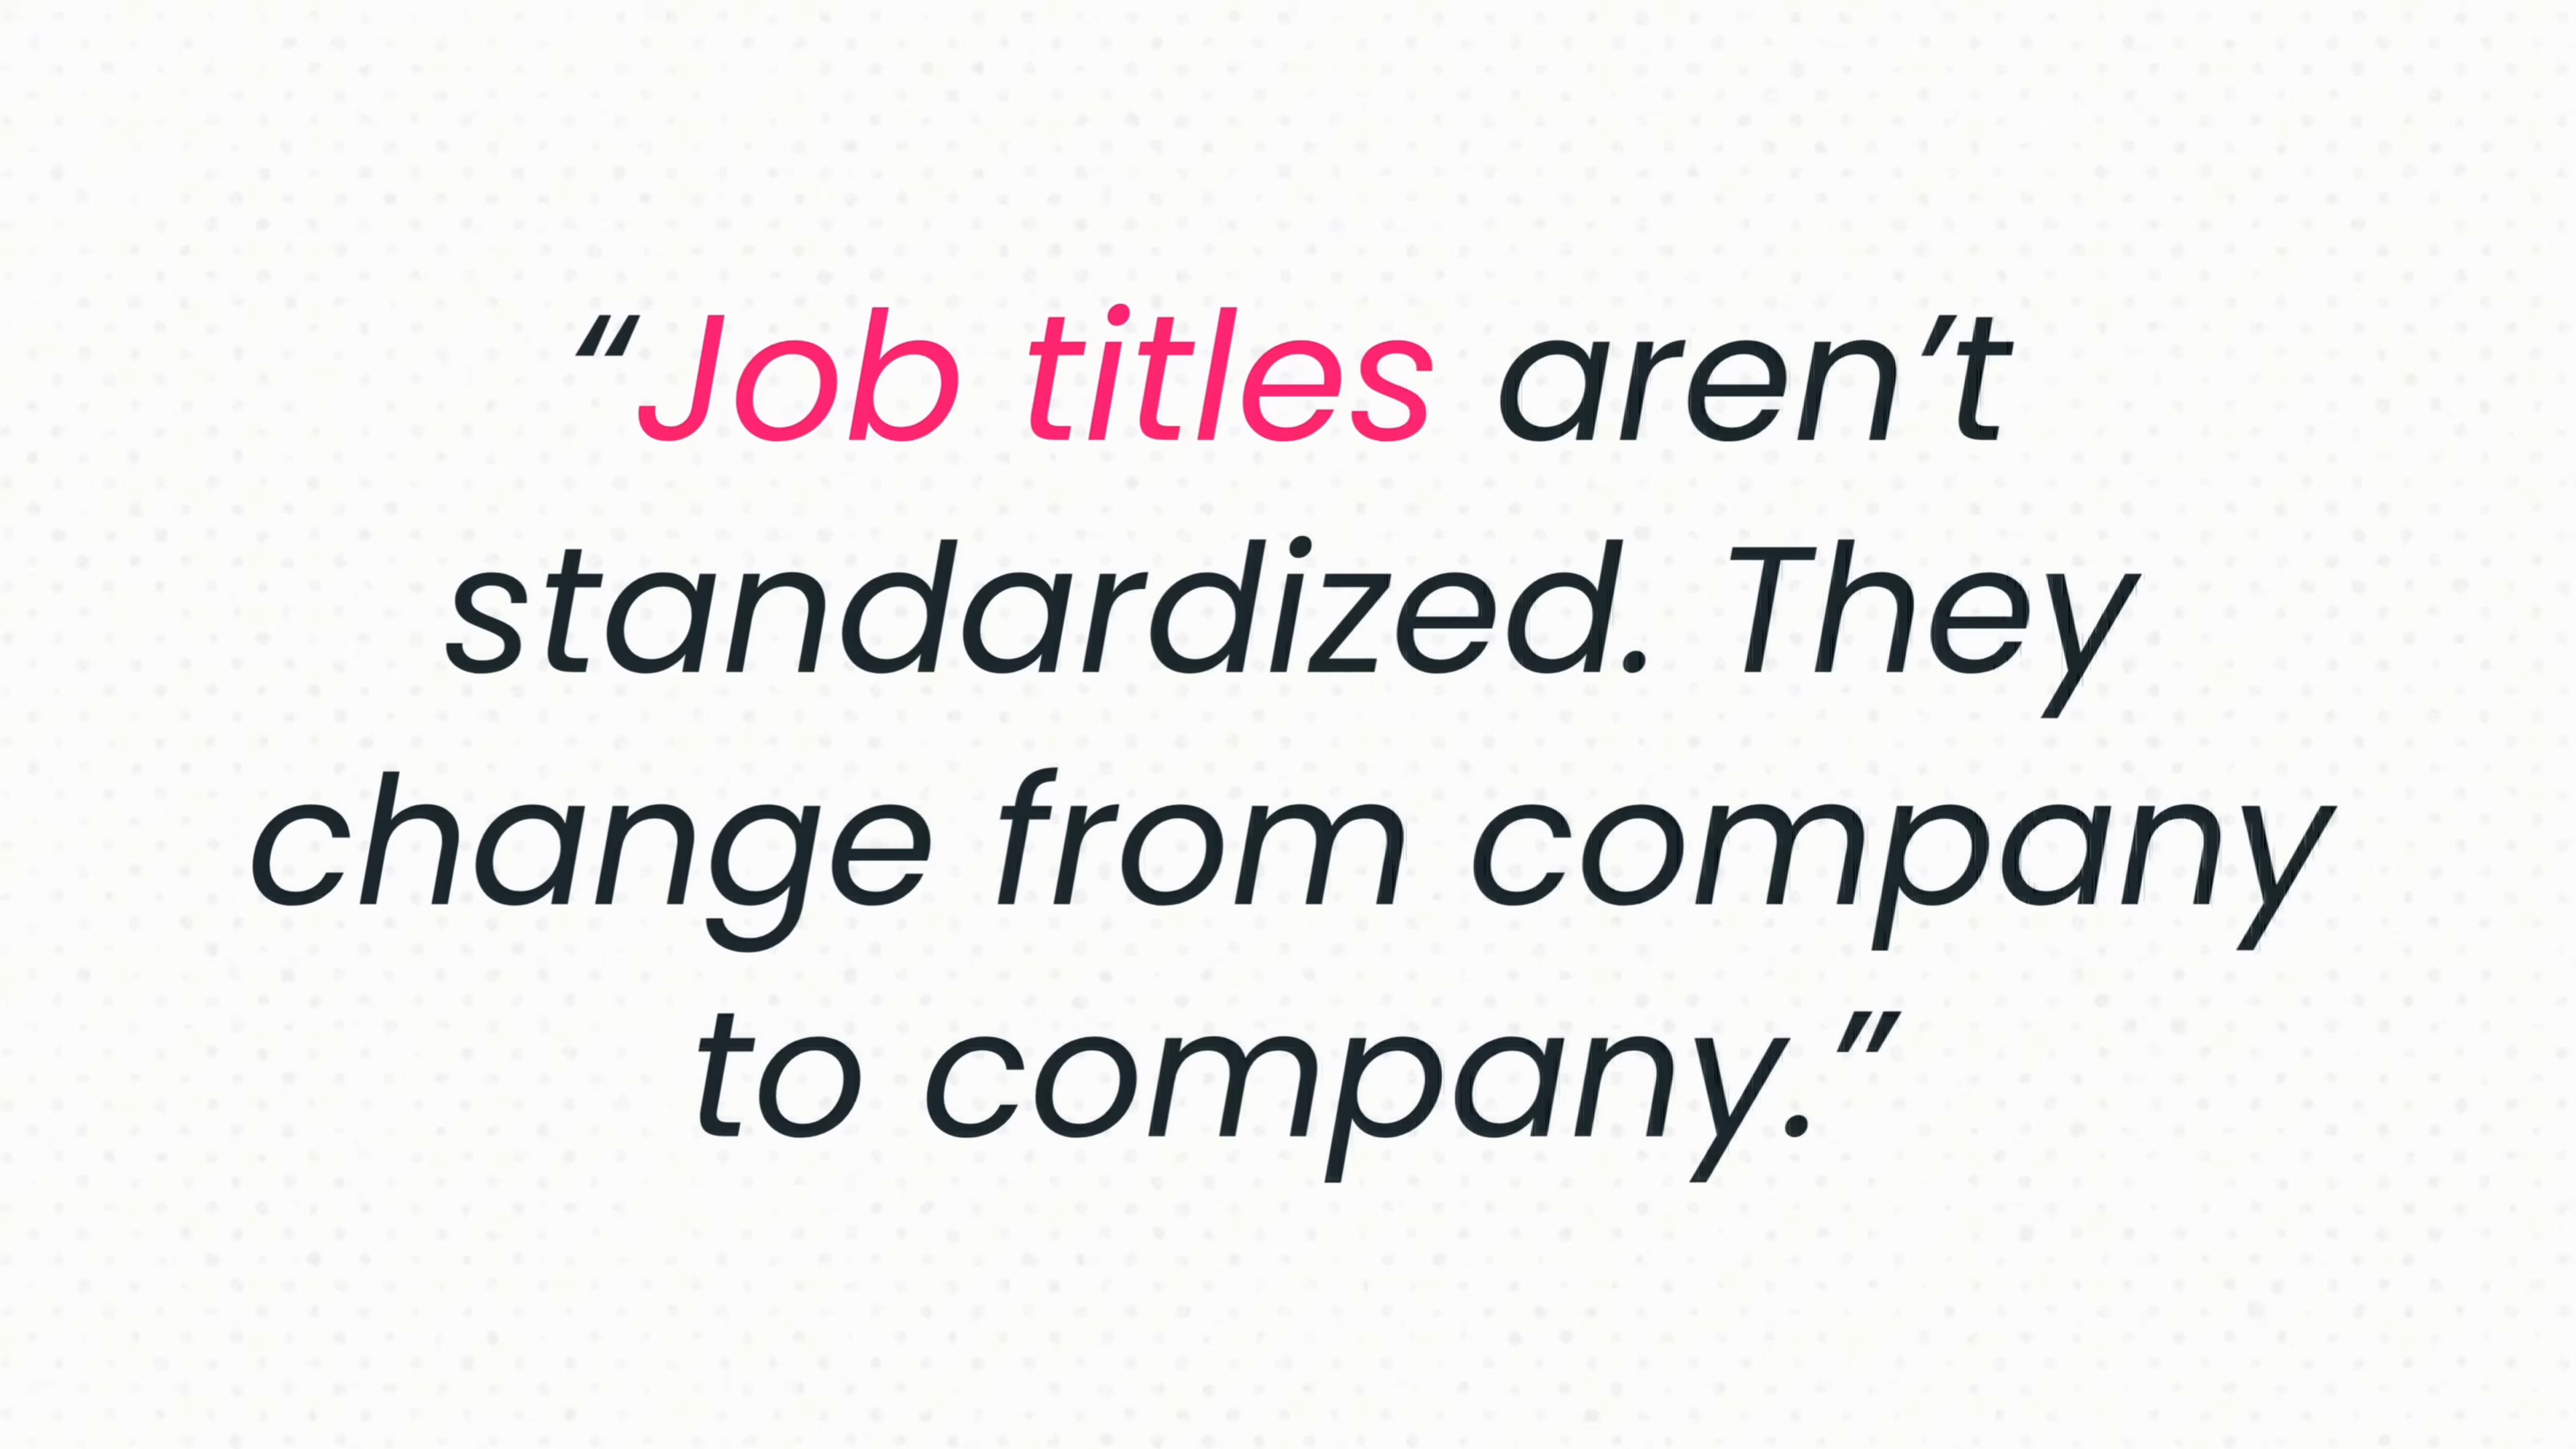 “Job titles aren’t
standardized. They
change from company
to company.”